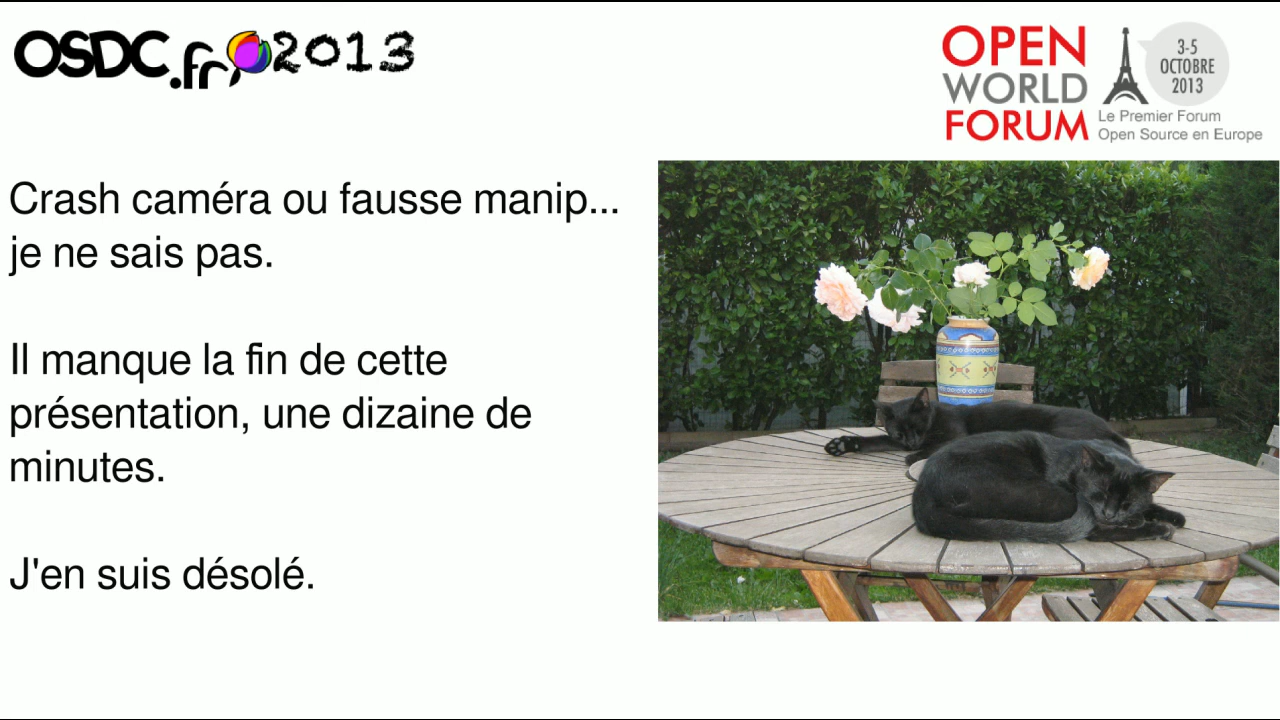 OSDC.fr 2013
OPEN
WORLD
FORUM
3-5
OCTOBRE
2013
Le Premier Forum
Open Source en Europe
Crash caméra ou fausse manip...
je ne sais pas.
Il manque la fin de cette
présentation, une dizaine de
minutes.
J'en suis désolé.